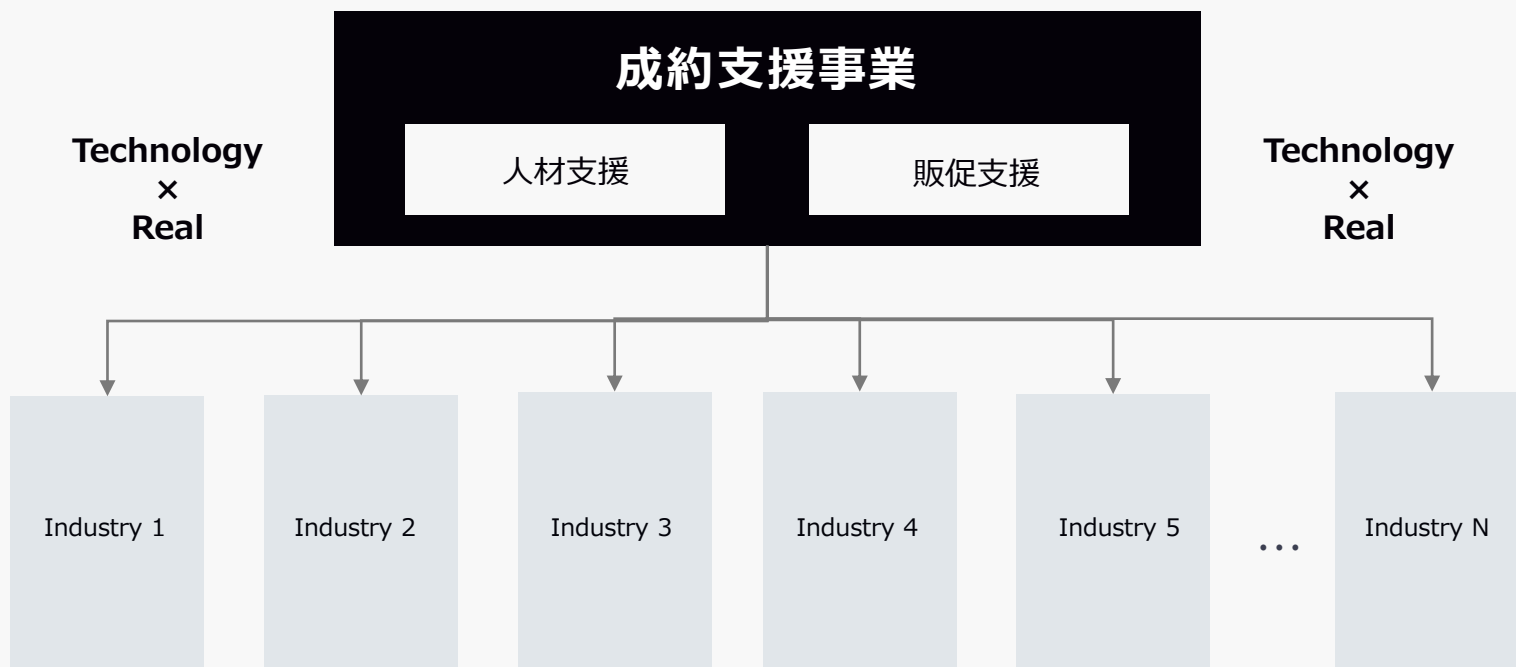 成約支援事業
Technology
×
Real
人材支援
販促支援
Technology
×
Real
Industry 1
Industry 2
Industry 3
Industry 4
Industry 5
...
Industry N